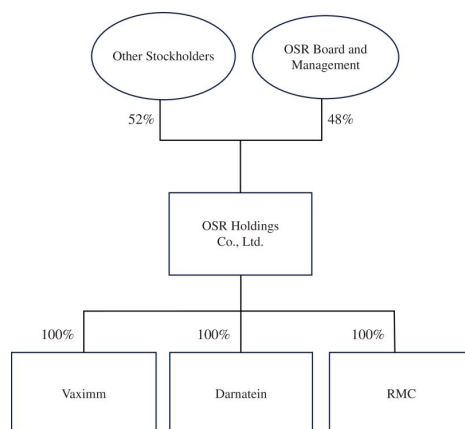 Other Stockholders
OSR Board and
Management
52%
48%
OSR Holdings
Co., Ltd.
100%
100%
100%
Vaximm
Darnatein
RMC